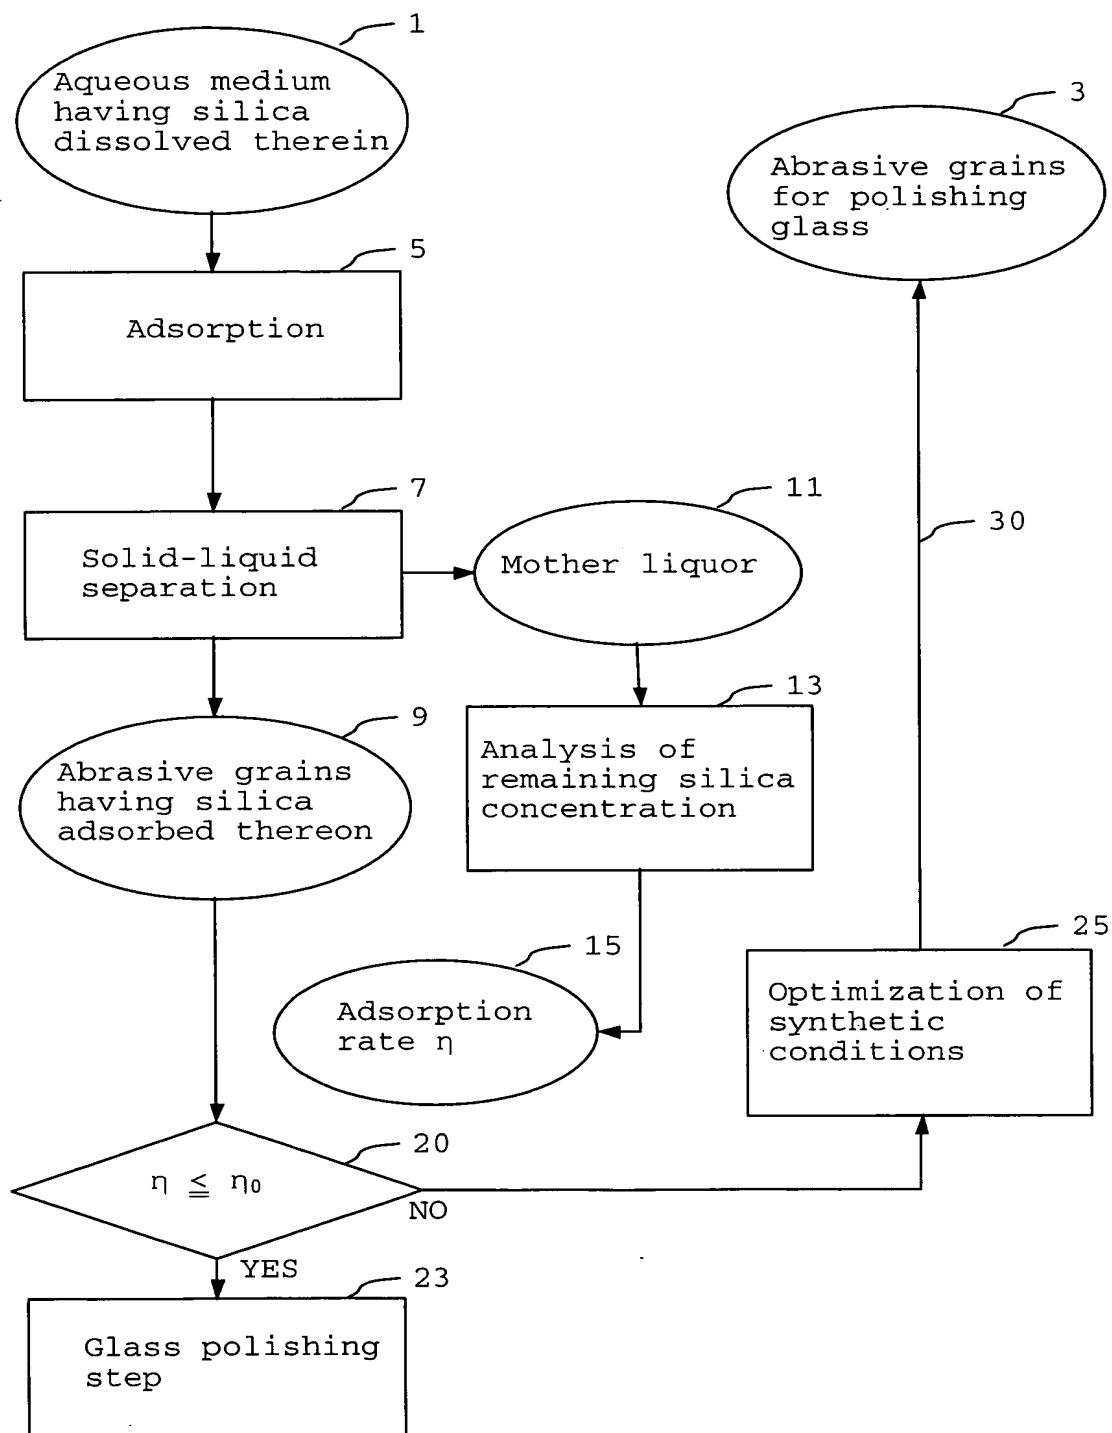 1
Aqueous medium
having silica
dissolved therein
3
Abrasive grains
for polishing
glass
5
Adsorption
7
Solid-liquid
separation
11
Mother liquor
30
9
Abrasive grains
having silica
adsorbed thereon
13
Analysis of
remaining silica
concentration
15
Adsorption
rate η
25
Optimization of
synthetic
conditions
20
η ≦ η₀
NO
YES
23
Glass polishing
step